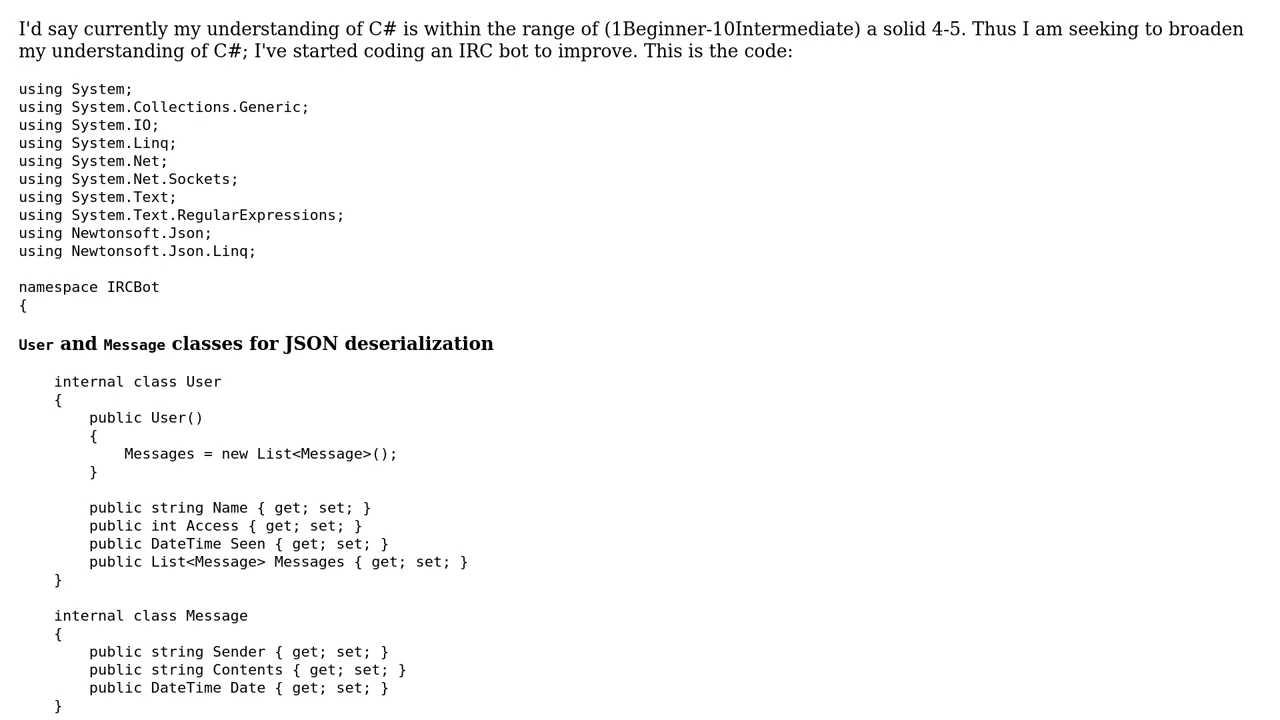 I'd say currently my understanding of C# is within the range of (1Beginner-10Intermediate) a solid 4-5. Thus I am seeking to broaden
my understanding of C#; I've started coding an IRC bot to improve. This is the code:
using System;
using System.Collections.Generic;
using System.IO;
using System.Linq;
using System.Net;
using System.Net.Sockets;
using System.Text;
using System.Text.RegularExpressions;
using Newtonsoft.Json;
using Newtonsoft.Json.Linq;

namespace IRCBot
{
User and Message classes for JSON deserialization
    internal class User
    {
        public User()
        {
            Messages = new List<Message>();
        }

        public string Name { get; set; }
        public int Access { get; set; }
        public DateTime Seen { get; set; }
        public List<Message> Messages { get; set; }
    }

    internal class Message
    {
        public string Sender { get; set; }
        public string Contents { get; set; }
        public DateTime Date { get; set; }
    }